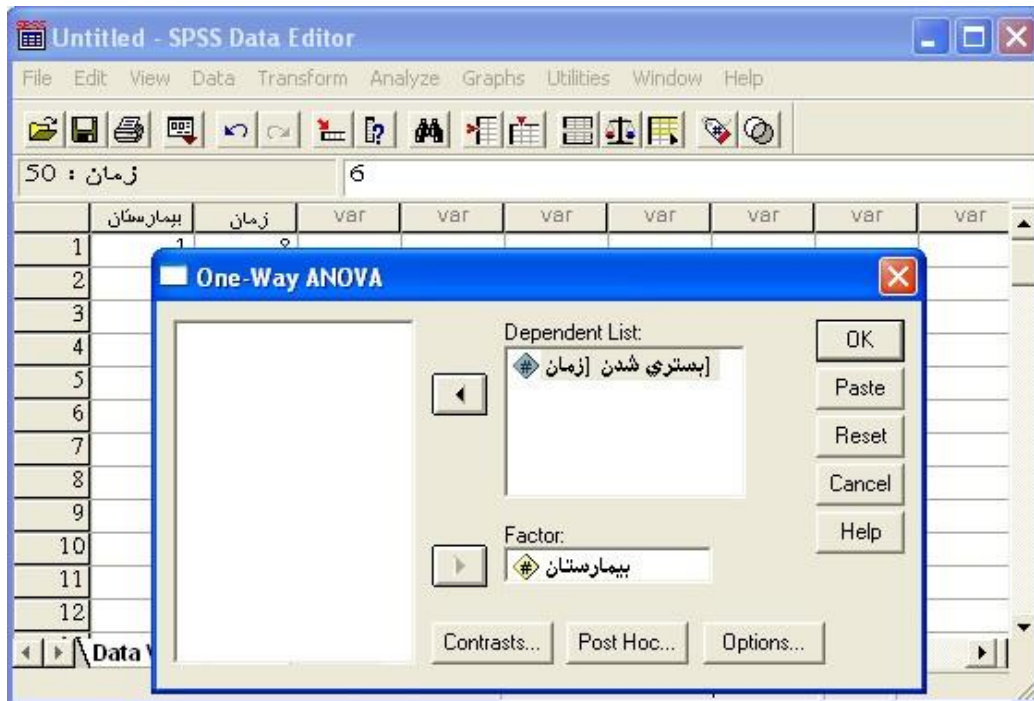 Untitled - SPSS Data Editor
File Edit View Data Transform Analyze Graphs Utilities Window Help
50 : زمان 6
بیمارستان زمان var var var var var var var
1 1 8
2
3
4
5
6
7
8
9
10
11
12
One-Way ANOVA
Dependent List:
بستري شدن [زمان]
Factor:
بیمارستان
OK
Paste
Reset
Cancel
Help
Contrasts... Post Hoc... Options...
Data